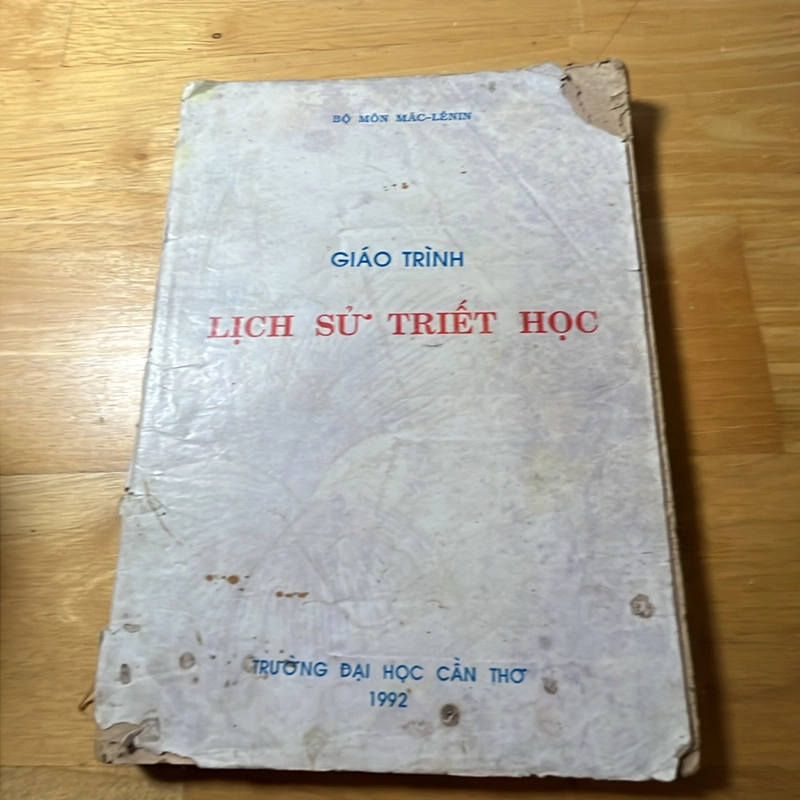 BỘ MÔN MÁC-LÊNIN
GIÁO TRÌNH
LỊCH SỬ TRIẾT HỌC
TRƯỜNG ĐẠI HỌC CẦN THƠ
1992